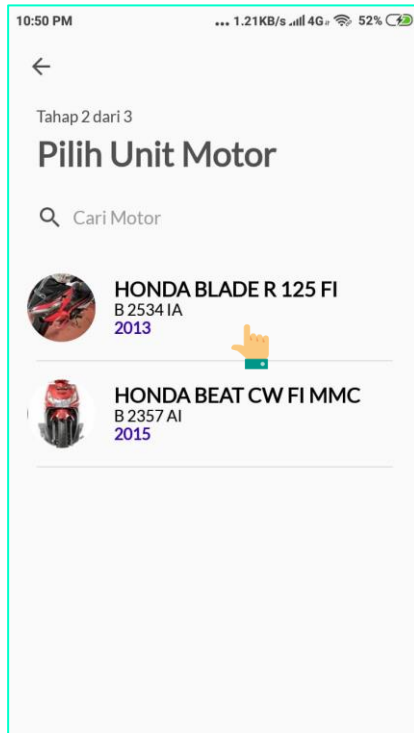 10:50 PM ... 1.21KB/s 4G 52%
Tahap 2 dari 3
Pilih Unit Motor
Cari Motor
HONDA BLADE R 125 FI
B 2534 IA
2013
HONDA BEAT CW FI MMC
B 2357 AI
2015